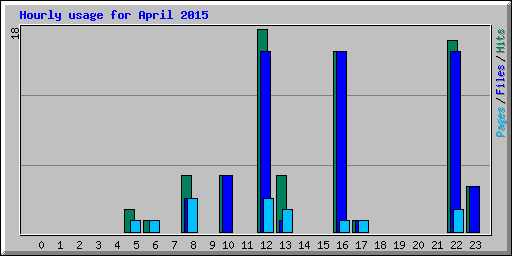 Hourly usage for April 2015
18
Pages / Files / Hits
0 1 2 3 4 5 6 7 8 9 10 11 12 13 14 15 16 17 18 19 20 21 22 23